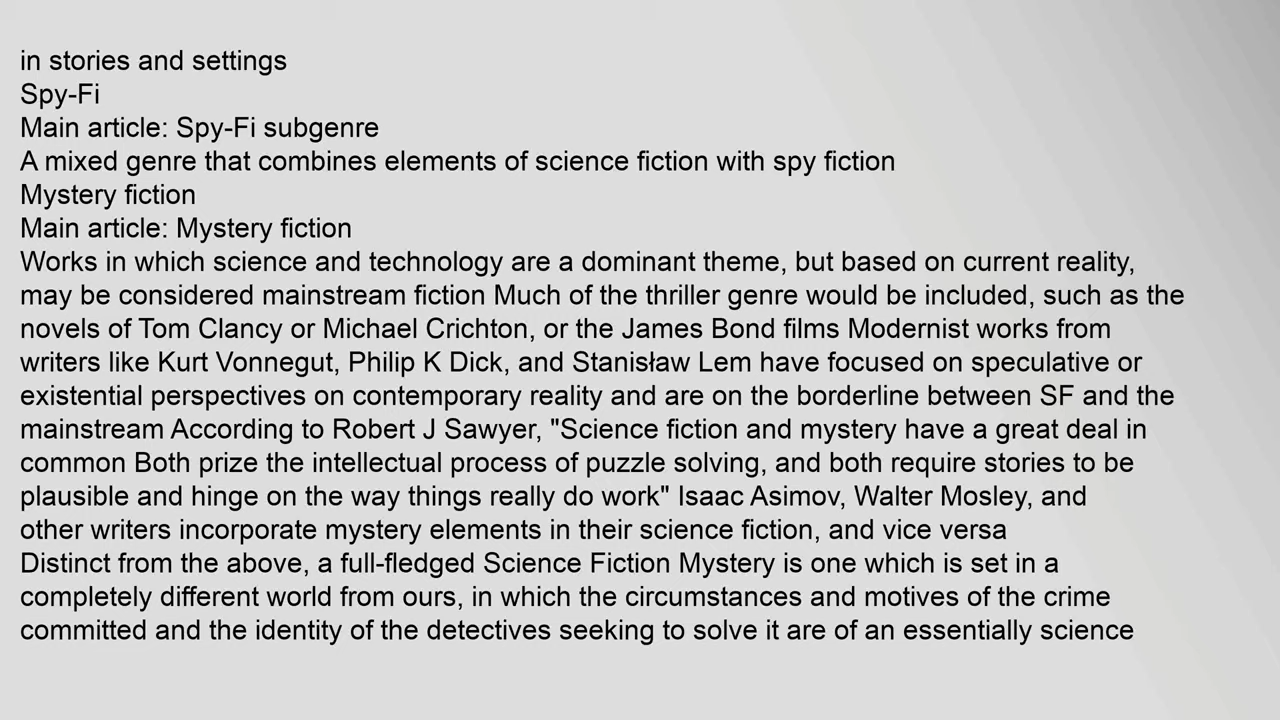 in stories and settings
Spy-Fi
Main article: Spy-Fi subgenre
A mixed genre that combines elements of science fiction with spy fiction
Mystery fiction
Main article: Mystery fiction
Works in which science and technology are a dominant theme, but based on current reality,
may be considered mainstream fiction Much of the thriller genre would be included, such as the
novels of Tom Clancy or Michael Crichton, or the James Bond films Modernist works from
writers like Kurt Vonnegut, Philip K Dick, and Stanisław Lem have focused on speculative or
existential perspectives on contemporary reality and are on the borderline between SF and the
mainstream According to Robert J Sawyer, "Science fiction and mystery have a great deal in
common Both prize the intellectual process of puzzle solving, and both require stories to be
plausible and hinge on the way things really do work" Isaac Asimov, Walter Mosley, and
other writers incorporate mystery elements in their science fiction, and vice versa
Distinct from the above, a full-fledged Science Fiction Mystery is one which is set in a
completely different world from ours, in which the circumstances and motives of the crime
committed and the identity of the detectives seeking to solve it are of an essentially science